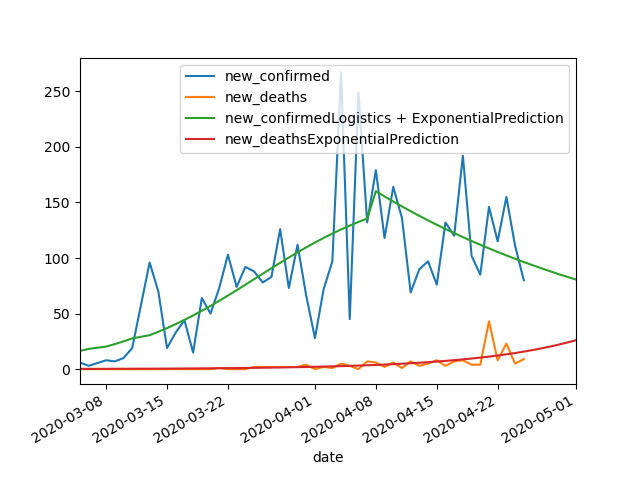 new_confirmed
new_deaths
new_confirmedLogistics + ExponentialPrediction
new_deathsExponentialPrediction
250
200
150
100
50
0
2020-03-08
2020-03-15
2020-03-22
2020-04-01
2020-04-08
2020-04-15
2020-04-22
2020-05-01
date